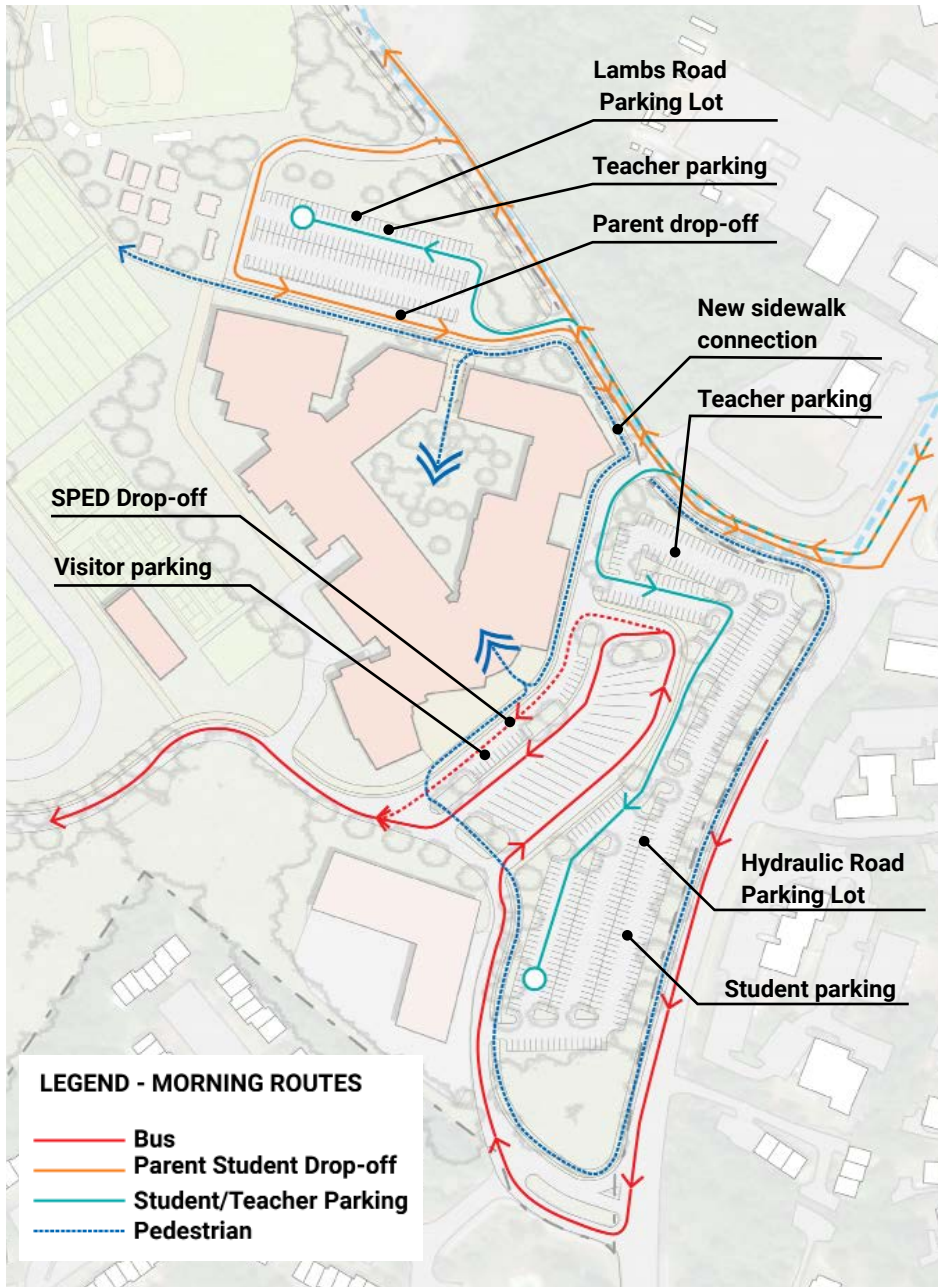 Lambs Road
Parking Lot
Teacher parking
Parent drop-off
New sidewalk
connection
Teacher parking
SPED Drop-off
Visitor parking
Hydraulic Road
Parking Lot
Student parking
LEGEND - MORNING ROUTES
Bus
Parent Student Drop-off
Student/Teacher Parking
Pedestrian